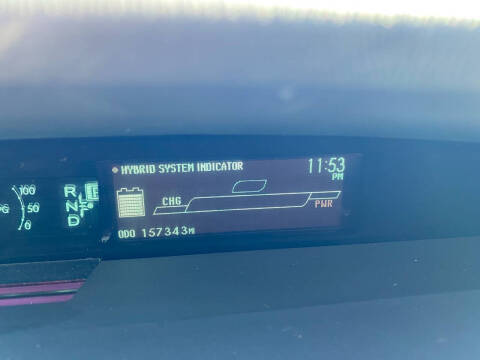 HYBRID SYSTEM INDICATOR 11:53
PM
100
50
0
R
N
D
CHG
PWR
ODO 157343MI